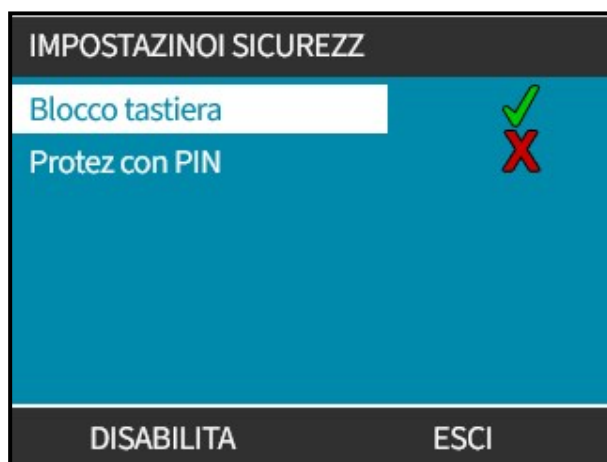 IMPOSTAZINOI SICUREZZ
Blocco tastiera
Protez con PIN
DISABILITA ESCI